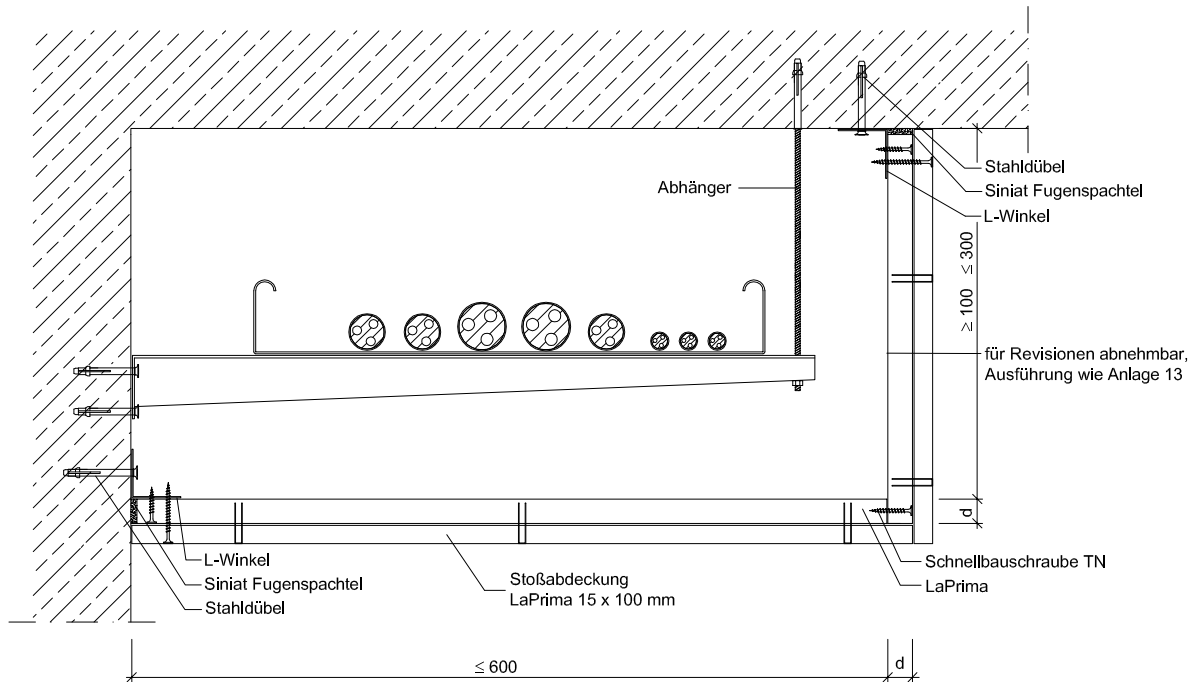 Stahldübel
Siniat Fugenspachtel
L-Winkel
Abhänger
≥ 100 ≤ 300
für Revisionen abnehmbar,
Ausführung wie Anlage 13
d
Schnellbauschraube TN
LaPrima
L-Winkel
Siniat Fugenspachtel
Stahldübel
Stoßabdeckung
LaPrima 15 x 100 mm
≤ 600
d